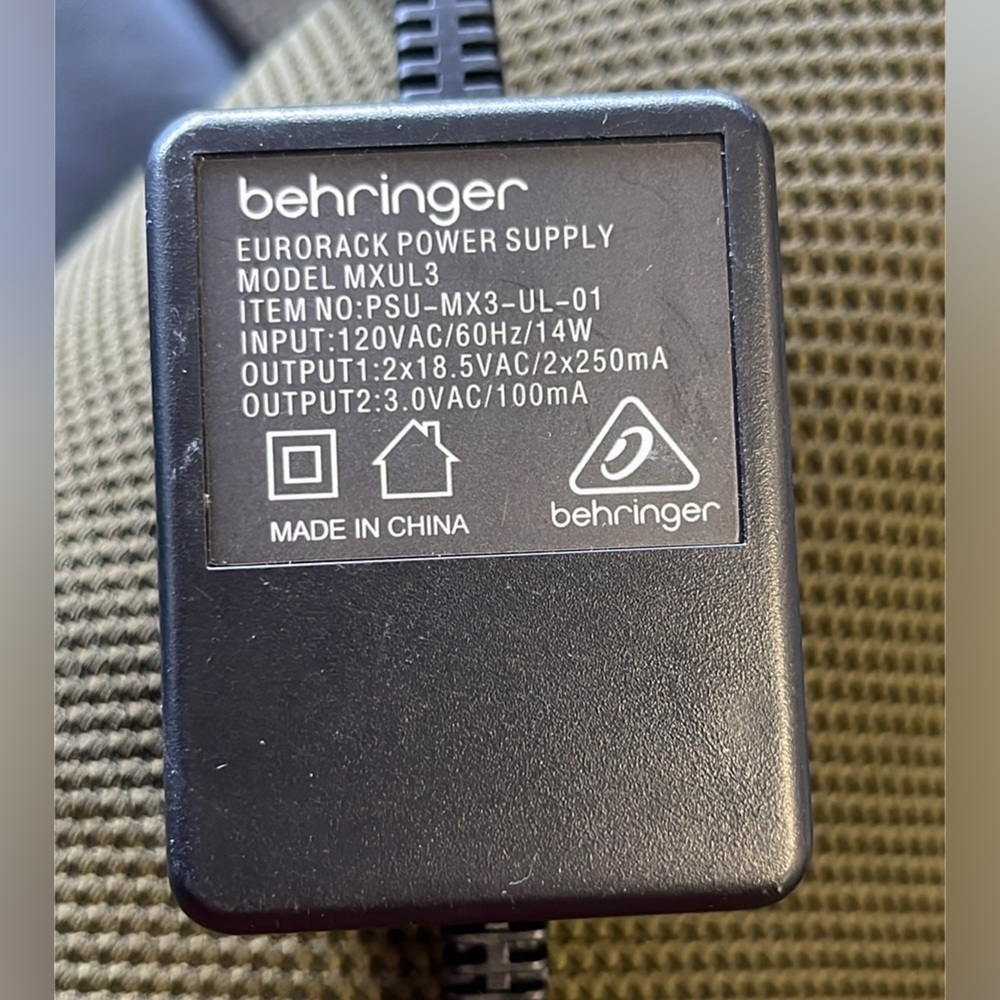 behringer
EURORACK POWER SUPPLY
MODEL MXUL3
ITEM NO:PSU-MX3-UL-01
INPUT:120VAC/60Hz/14W
OUTPUT1:2x18.5VAC/2x250mA
OUTPUT2:3.0VAC/100mA
MADE IN CHINA
behringer